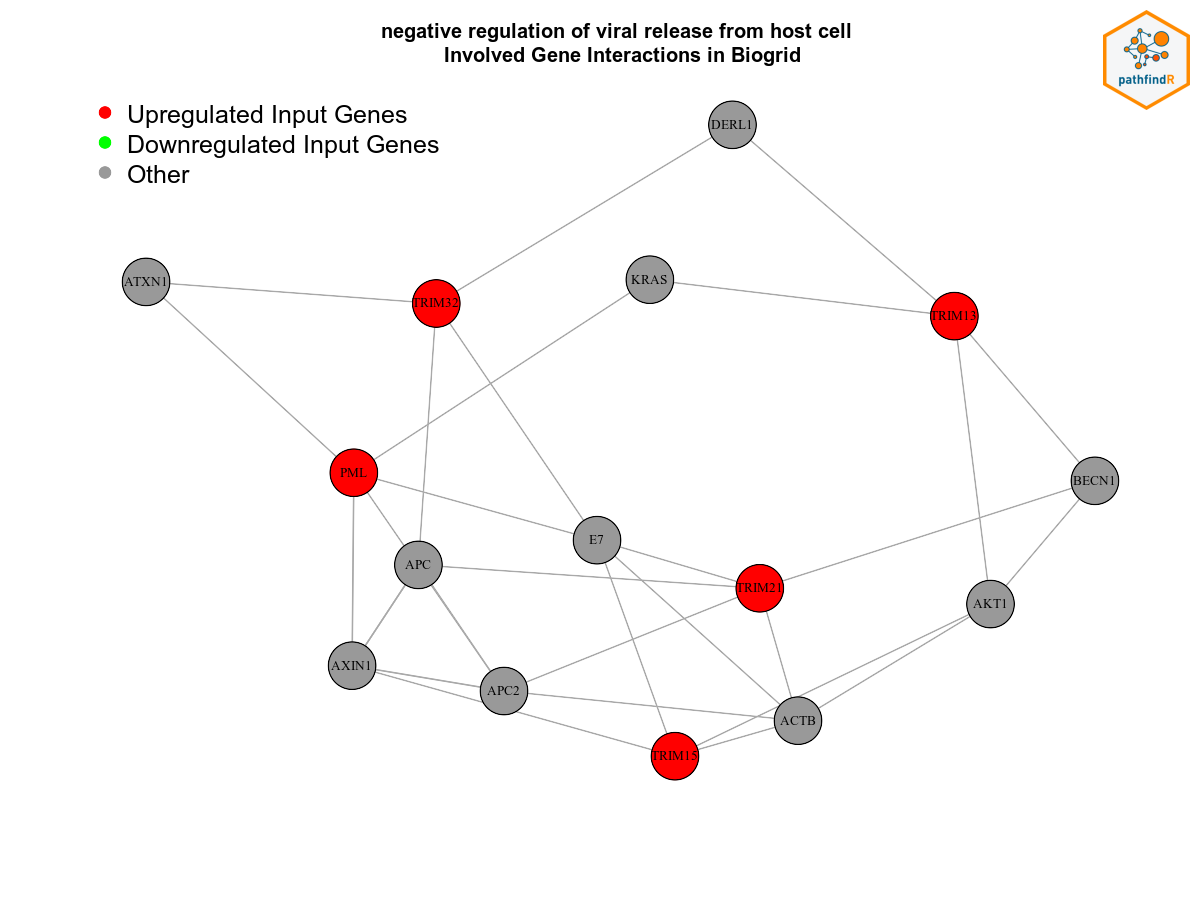 negative regulation of viral release from host cell
Involved Gene Interactions in Biogrid
pathfindR
Upregulated Input Genes
Downregulated Input Genes
Other
DERL1
ATXN1
TRIM32
KRAS
TRIM13
PML
BECN1
E7
APC
TRIM21
AKT1
AXIN1
APC2
ACTB
TRIM15